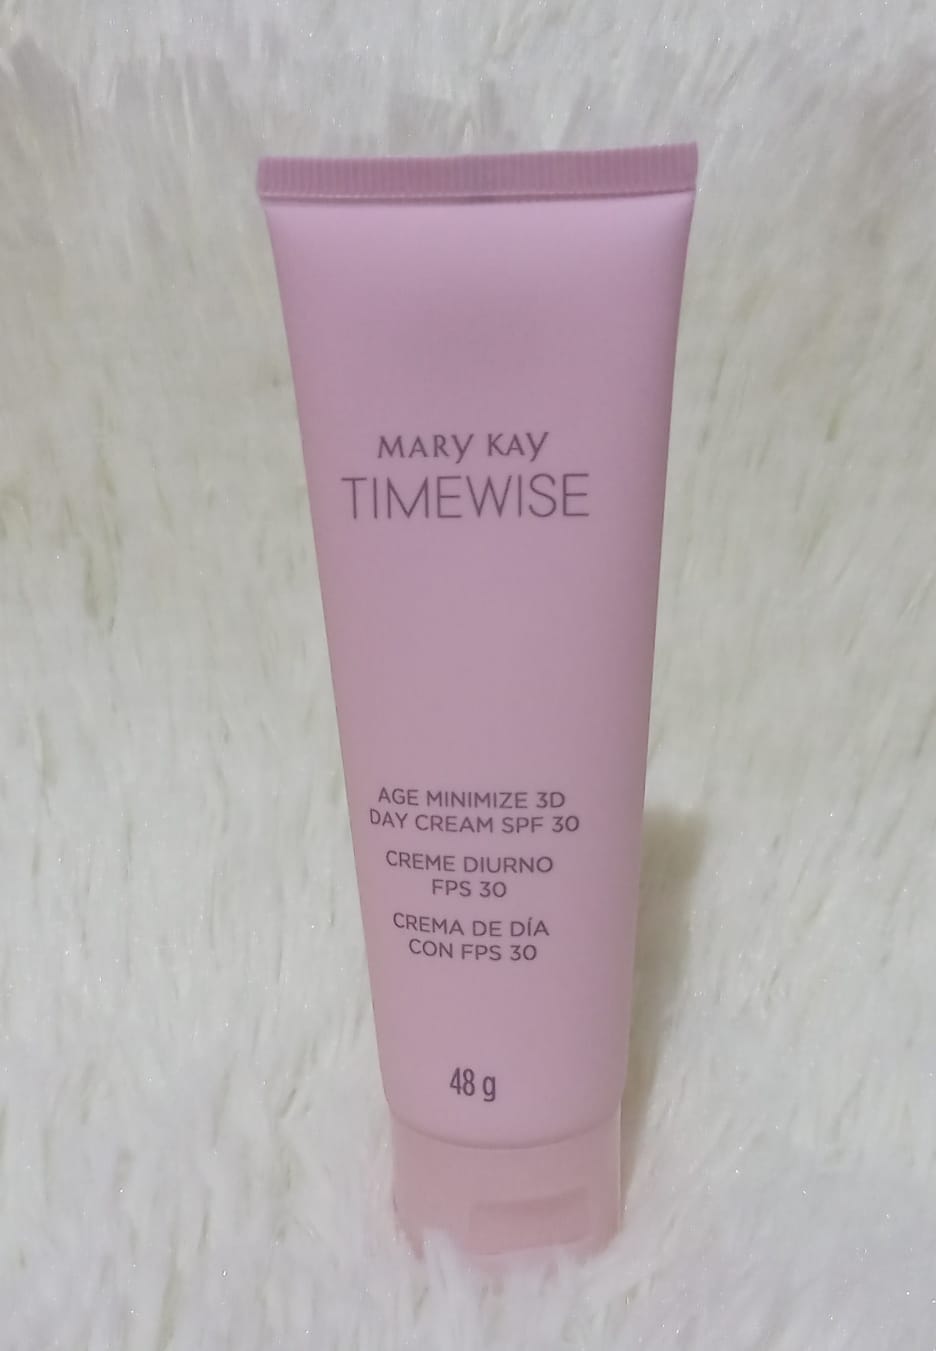 MARY KAY
TIMEWISE
AGE MINIMIZE 3D
DAY CREAM SPF 30
CREME DIURNO
FPS 30
CREMA DE DÍA
CON FPS 30
48 g